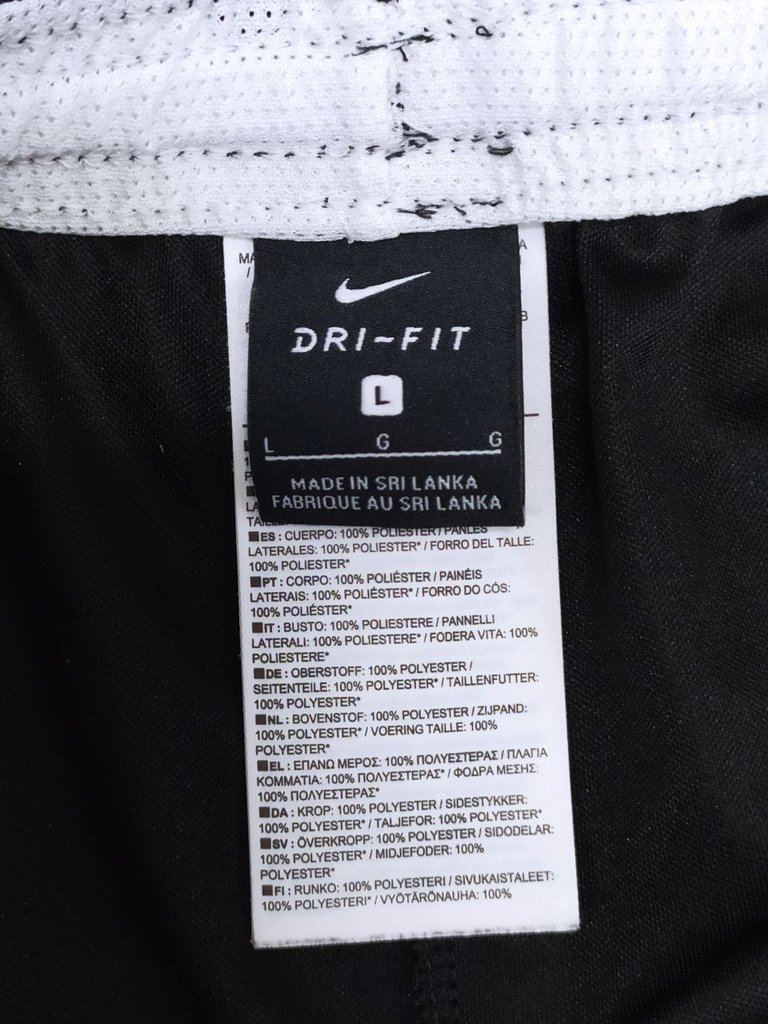 DRI-FIT
L
L G G
MADE IN SRI LANKA
FABRIQUE AU SRI LANKA
MA
A
/
B
LA
TAILL
■ES : CUERPO: 100% POLIESTER / PANLES
LATERALES: 100% POLIESTER* / FORRO DEL TALLE:
100% POLIESTER*
■PT : CORPO: 100% POLIÉSTER / PAINÉIS
LATERAIS: 100% POLIÉSTER* / FORRO DO CÓS:
100% POLIÉSTER*
■IT : BUSTO: 100% POLIESTERE / PANNELLI
LATERALI: 100% POLIESTERE* / FODERA VITA: 100%
POLIESTERE*
■DE : OBERSTOFF: 100% POLYESTER /
SEITENTEILE: 100% POLYESTER* / TAILLENFUTTER:
100% POLYESTER*
■NL : BOVENSTOF: 100% POLYESTER / ZIJPAND:
100% POLYESTER* / VOERING TAILLE: 100%
POLYESTER*
■EL : ΕΠΑΝΩ ΜΕΡΟΣ: 100% ΠΟΛΥΕΣΤΕΡΑΣ / ΠΛΑΓΙΑ
ΚΟΜΜΑΤΙΑ: 100% ΠΟΛΥΕΣΤΕΡΑΣ* / ΦΟΔΡΑ ΜΕΣΗΣ:
100% ΠΟΛΥΕΣΤΕΡΑΣ*
■DA : KROP: 100% POLYESTER / SIDESTYKKER:
100% POLYESTER* / TALJEFOR: 100% POLYESTER*
■SV : ÖVERKROPP: 100% POLYESTER / SIDODELAR:
100% POLYESTER* / MIDJEFODER: 100%
POLYESTER*
■FI : RUNKO: 100% POLYESTERI / SIVUKAISTALEET:
100% POLYESTERI* / VYÖTÄRÖNAUHA: 100%